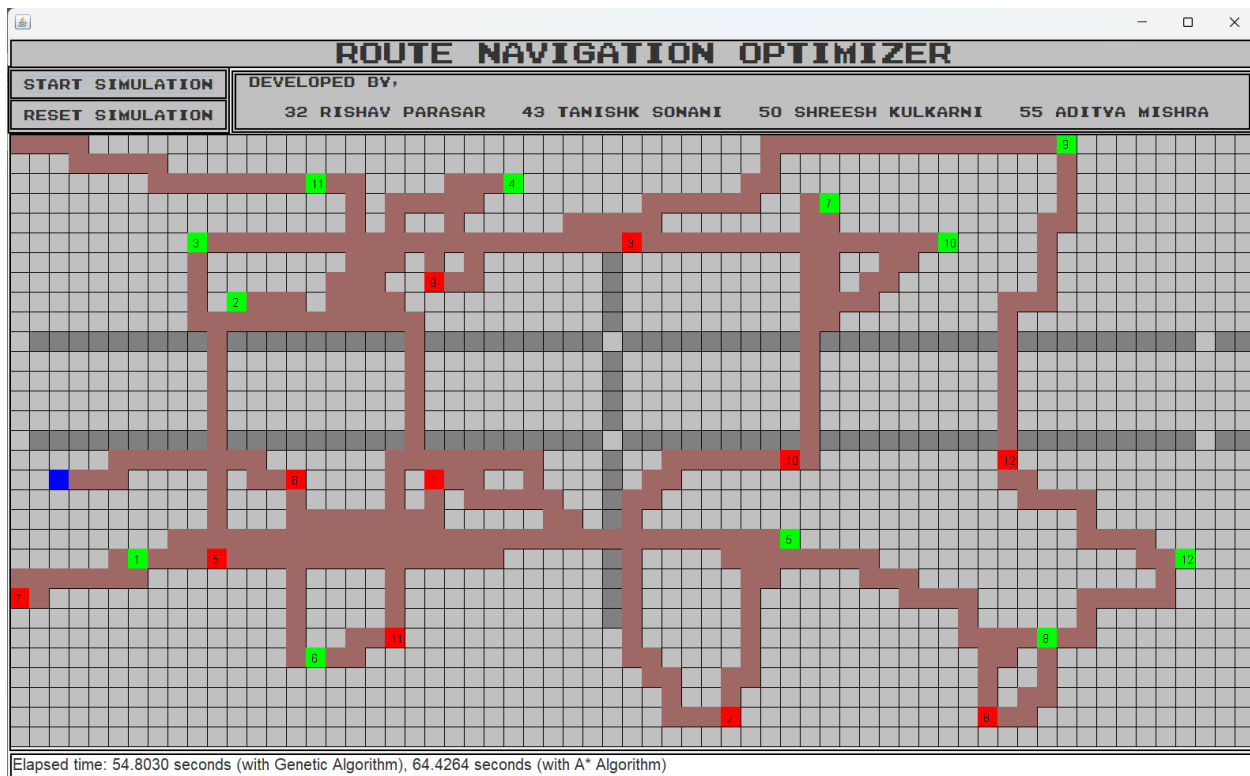 ROUTE NAVIGATION OPTIMIZER
START SIMULATION
DEVELOPED BY,
RESET SIMULATION
32 RISHAV PARASAR 43 TANISHK SONANI 50 SHREESH KULKARNI 55 ADITYA MISHRA
9
11 4
7
3 3 10
9
2
10 12
6 1
5
1 5 12
7
11 8
6
2 8
Elapsed time: 54.8030 seconds (with Genetic Algorithm), 64.4264 seconds (with A* Algorithm)